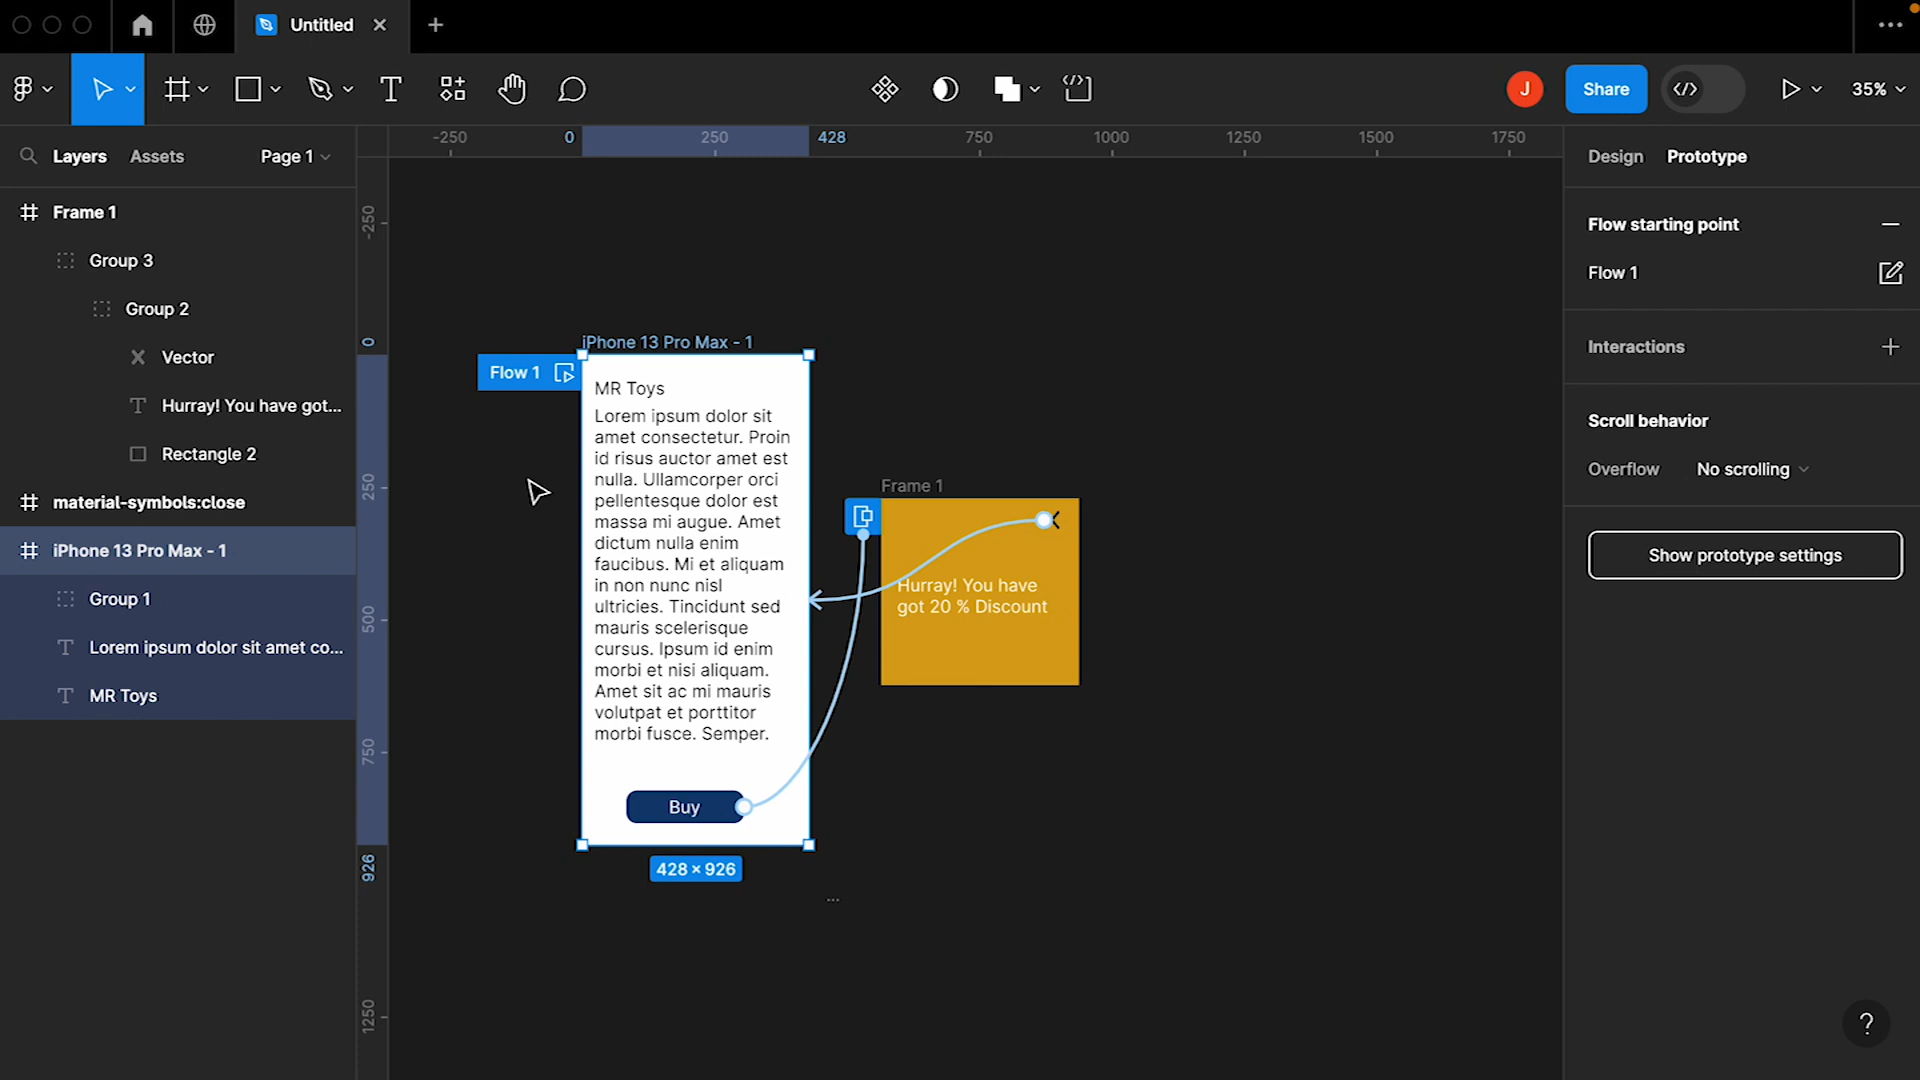 Untitled
Share
35%
Layers
Assets
Page 1
Frame 1
Group 3
Group 2
Vector
Hurray! You have got...
Rectangle 2
material-symbols:close
iPhone 13 Pro Max - 1
Group 1
Lorem ipsum dolor sit amet co...
MR Toys
-250
0
250
428
750
1000
1250
1500
1750
-250
0
250
500
750
926
1250
iPhone 13 Pro Max - 1
Flow 1
MR Toys
Lorem ipsum dolor sit
amet consectetur. Proin
id risus auctor amet est
nulla. Ullamcorper orci
pellentesque dolor est
massa mi augue. Amet
dictum nulla enim
faucibus. Mi et aliquam
in non nunc nisl
ultricies. Tincidunt sed
mauris scelerisque
cursus. Ipsum id enim
morbi et nisi aliquam.
Amet sit ac mi mauris
volutpat et porttitor
morbi fusce. Semper.
Buy
428 × 926
...
Frame 1
Hurray! You have
got 20 % Discount
J
Design
Prototype
Flow starting point
Flow 1
Interactions
Scroll behavior
Overflow
No scrolling
Show prototype settings
?